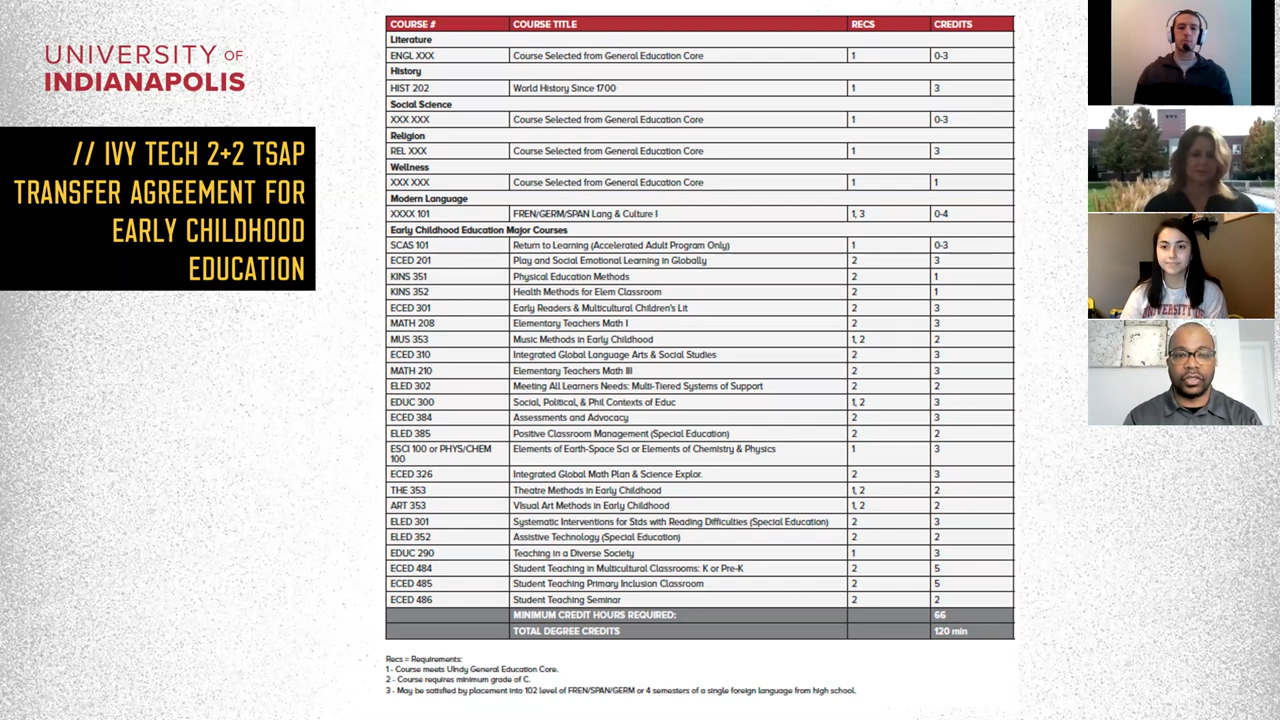 UNIVERSITY OF
INDIANAPOLIS
// IVY TECH 2+2 TSAP
TRANSFER AGREEMENT FOR
EARLY CHILDHOOD
EDUCATION
COURSE # COURSE TITLE RECS CREDITS
Literature
ENGL XXX Course Selected from General Education Core 1 0-3
History
HIST 202 World History Since 1700 1 3
Social Science
XXX XXX Course Selected from General Education Core 1 0-3
Religion
REL XXX Course Selected from General Education Core 1 3
Wellness
XXX XXX Course Selected from General Education Core 1 1
Modern Language
XXXX 101 FREN/GERM/SPAN Lang & Culture I 1, 3 0-4
Early Childhood Education Major Courses
SCAS 101 Return to Learning (Accelerated Adult Program Only) 1 0-3
ECED 201 Play and Social Emotional Learning in Globally 2 3
KINS 351 Physical Education Methods 2 1
KINS 352 Health Methods for Elem Classroom 2 1
ECED 301 Early Readers & Multicultural Children's Lit 2 3
MATH 208 Elementary Teachers Math I 2 3
MUS 353 Music Methods in Early Childhood 1, 2 2
ECED 310 Integrated Global Language Arts & Social Studies 2 3
MATH 210 Elementary Teachers Math III 2 3
ELED 302 Meeting All Learners Needs: Multi-Tiered Systems of Support 2 2
EDUC 300 Social, Political, & Phil Contexts of Educ 1, 2 3
ECED 384 Assessments and Advocacy 2 3
ELED 385 Positive Classroom Management (Special Education) 2 2
ESCI 100 or PHYS/CHEM Elements of Earth-Space Sci or Elements of Chemistry & Physics 1 3
100
ECED 326 Integrated Global Math Plan & Science Explor. 2 3
THE 353 Theatre Methods in Early Childhood 1, 2 2
ART 353 VIsual Art Methods in Early Childhood 1, 2 2
ELED 301 Systematic Interventions for Stds with Reading Difficulties (Special Education) 2 3
ELED 352 Assistive Technology (Special Education) 2 2
EDUC 290 Teaching in a Diverse Society 1 3
ECED 484 Student Teaching in Multicultural Classrooms: K or Pre-K 2 5
ECED 485 Student Teaching Primary Inclusion Classroom 2 5
ECED 486 Student Teaching Seminar 2 2
MINIMUM CREDIT HOURS REQUIRED: 66
TOTAL DEGREE CREDITS 120 min
Recs = Requirements:
1 - Course meets UIndy General Education Core.
2 - Course requires minimum grade of C.
3 - May be satisfied by placement into 102 level of FREN/SPAN/GERM or 4 semesters of a single foreign language from high school.
UNIVERSITY OF